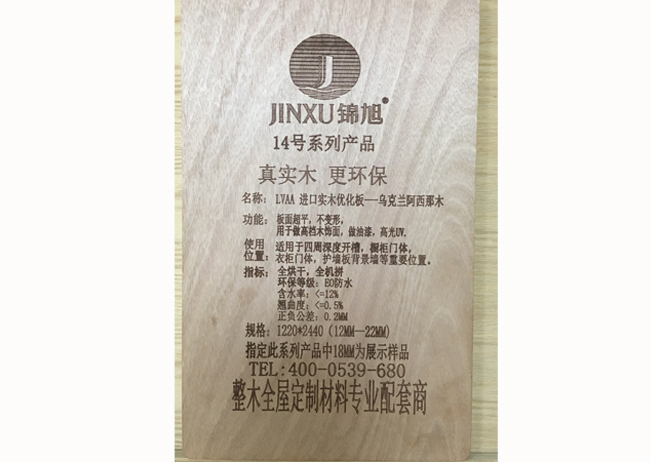 J
JINXU锦旭®
14号系列产品
真实木 更环保
名称: LVAA 进口实木优化板---乌克兰阿西那木
功能: 板面超平, 不变形,
用于做高档木饰面, 做油漆, 高光UV.
使用位置: 适用于四周深度开槽, 橱柜门体,
衣柜门体, 护墙板背景墙等重要位置.
指标: 全烘干, 全机拼
环保等级: E0防水
含水率: <=12%
翘曲度: <=0.5%
正负公差: 0.2MM
规格: 1220*2440 (12MM—22MM)
指定此系列产品中18MM为展示样品
TEL:400-0539-680
整木全屋定制材料专业配套商